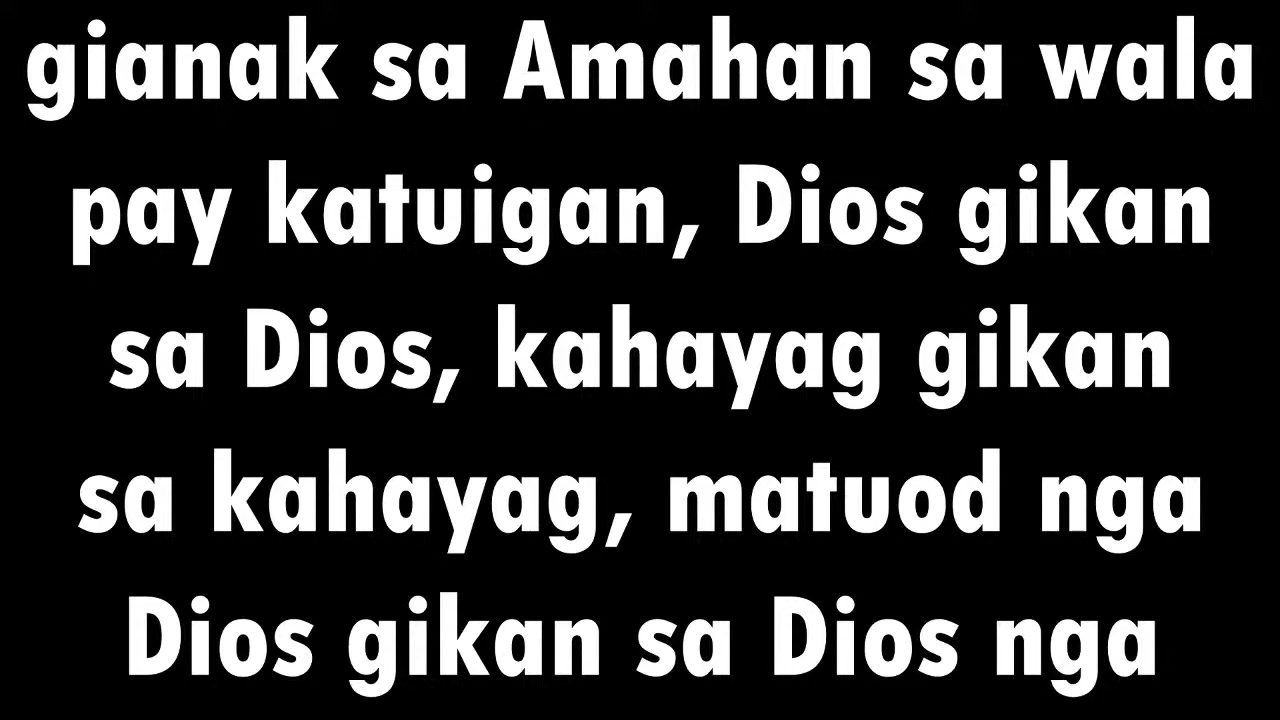 gianak sa Amahan sa wala
pay katuigan, Dios gikan
sa Dios, kahayag gikan
sa kahayag, matuod nga
Dios gikan sa Dios nga